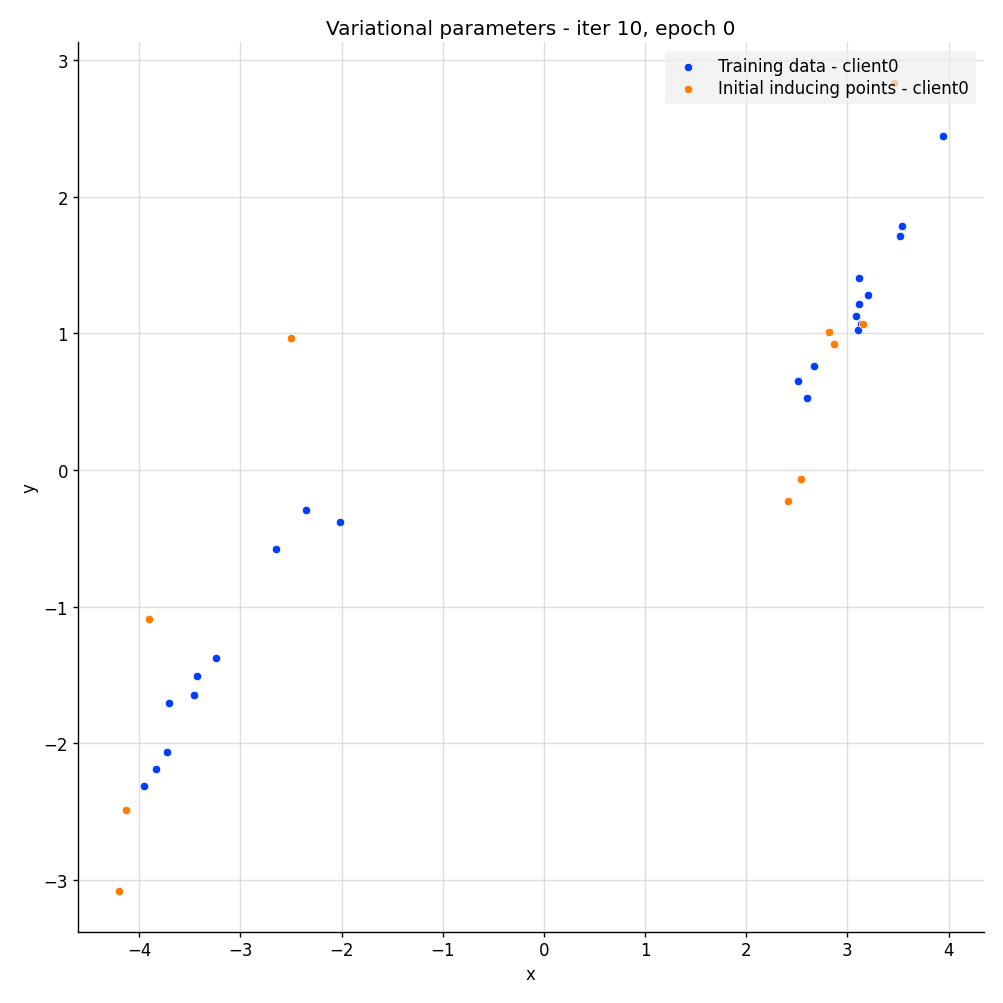 Variational parameters - iter 10, epoch 0
Training data - client0
Initial inducing points - client0
3
2
1
0
−1
−2
−3
y
−4 −3 −2 −1 0 1 2 3 4
x